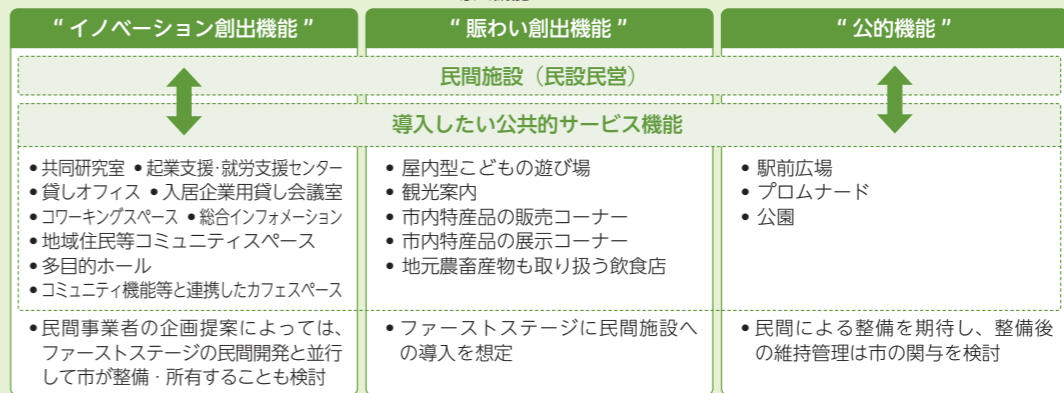 “イノベーション創出機能”
“賑わい創出機能”
“公的機能”
民間施設（民設民営）
導入したい公共的サービス機能
•共同研究室 •起業支援・就労支援センター
•貸しオフィス •入居企業用貸し会議室
•コワーキングスペース •総合インフォメーション
•地域住民等コミュニティスペース
•多目的ホール
•コミュニティ機能等と連携したカフェスペース
•屋内型こどもの遊び場
•観光案内
•市内特産品の販売コーナー
•市内特産品の展示コーナー
•地元農畜産物も取り扱う飲食店
•駅前広場
•プロムナード
•公園
•民間事業者の企画提案によっては、
ファーストステージの民間開発と並行
して市が整備・所有することも検討
•ファーストステージに民間施設へ
の導入を想定
•民間による整備を期待し、整備後
の維持管理は市の関与を検討